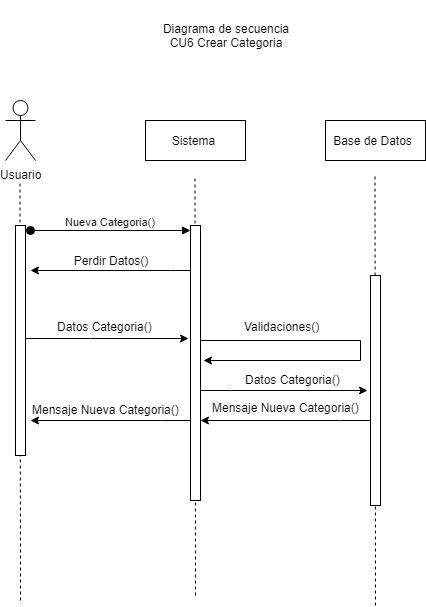 Diagrama de secuencia
CU6 Crear Categoria
Sistema
Base de Datos
Usuario
Nueva Categoria()
Perdir Datos()
Datos Categoria()
Validaciones()
Datos Categoria()
Mensaje Nueva Categoria()
Mensaje Nueva Categoria()